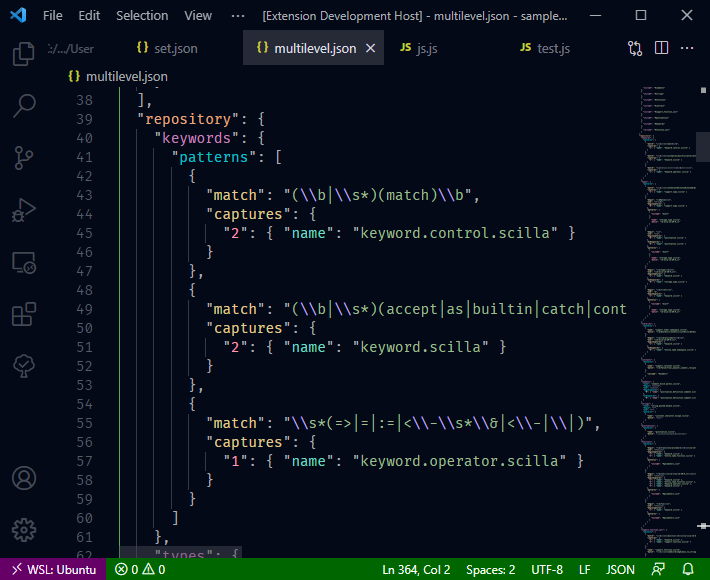 File Edit Selection View ··· [Extension Development Host] - multilevel.json - sample...
:/.../User set.json multilevel.json js.js test.js
JS JS
multilevel.json
38 ],
39 "repository": {
40 "keywords": {
41 "patterns": [
42 {
43 "match": "(\\b|\\s*)(match)\\b",
44 "captures": {
45 "2": { "name": "keyword.control.scilla" }
46 }
47 },
48 {
49 "match": "(\\b|\\s*)(accept|as|builtin|catch|cont
50 "captures": {
51 "2": { "name": "keyword.scilla" }
52 }
53 },
54 {
55 "match": "\\s*(=>|=|:=|<\\-\\s*\\&|<\\-|\\|)",
56 "captures": {
57 "1": { "name": "keyword.operator.scilla" }
58 }
59 }
60 ]
61 },
62 "types": {
WSL: Ubuntu 0 0 Ln 364, Col 2 Spaces: 2 UTF-8 LF JSON